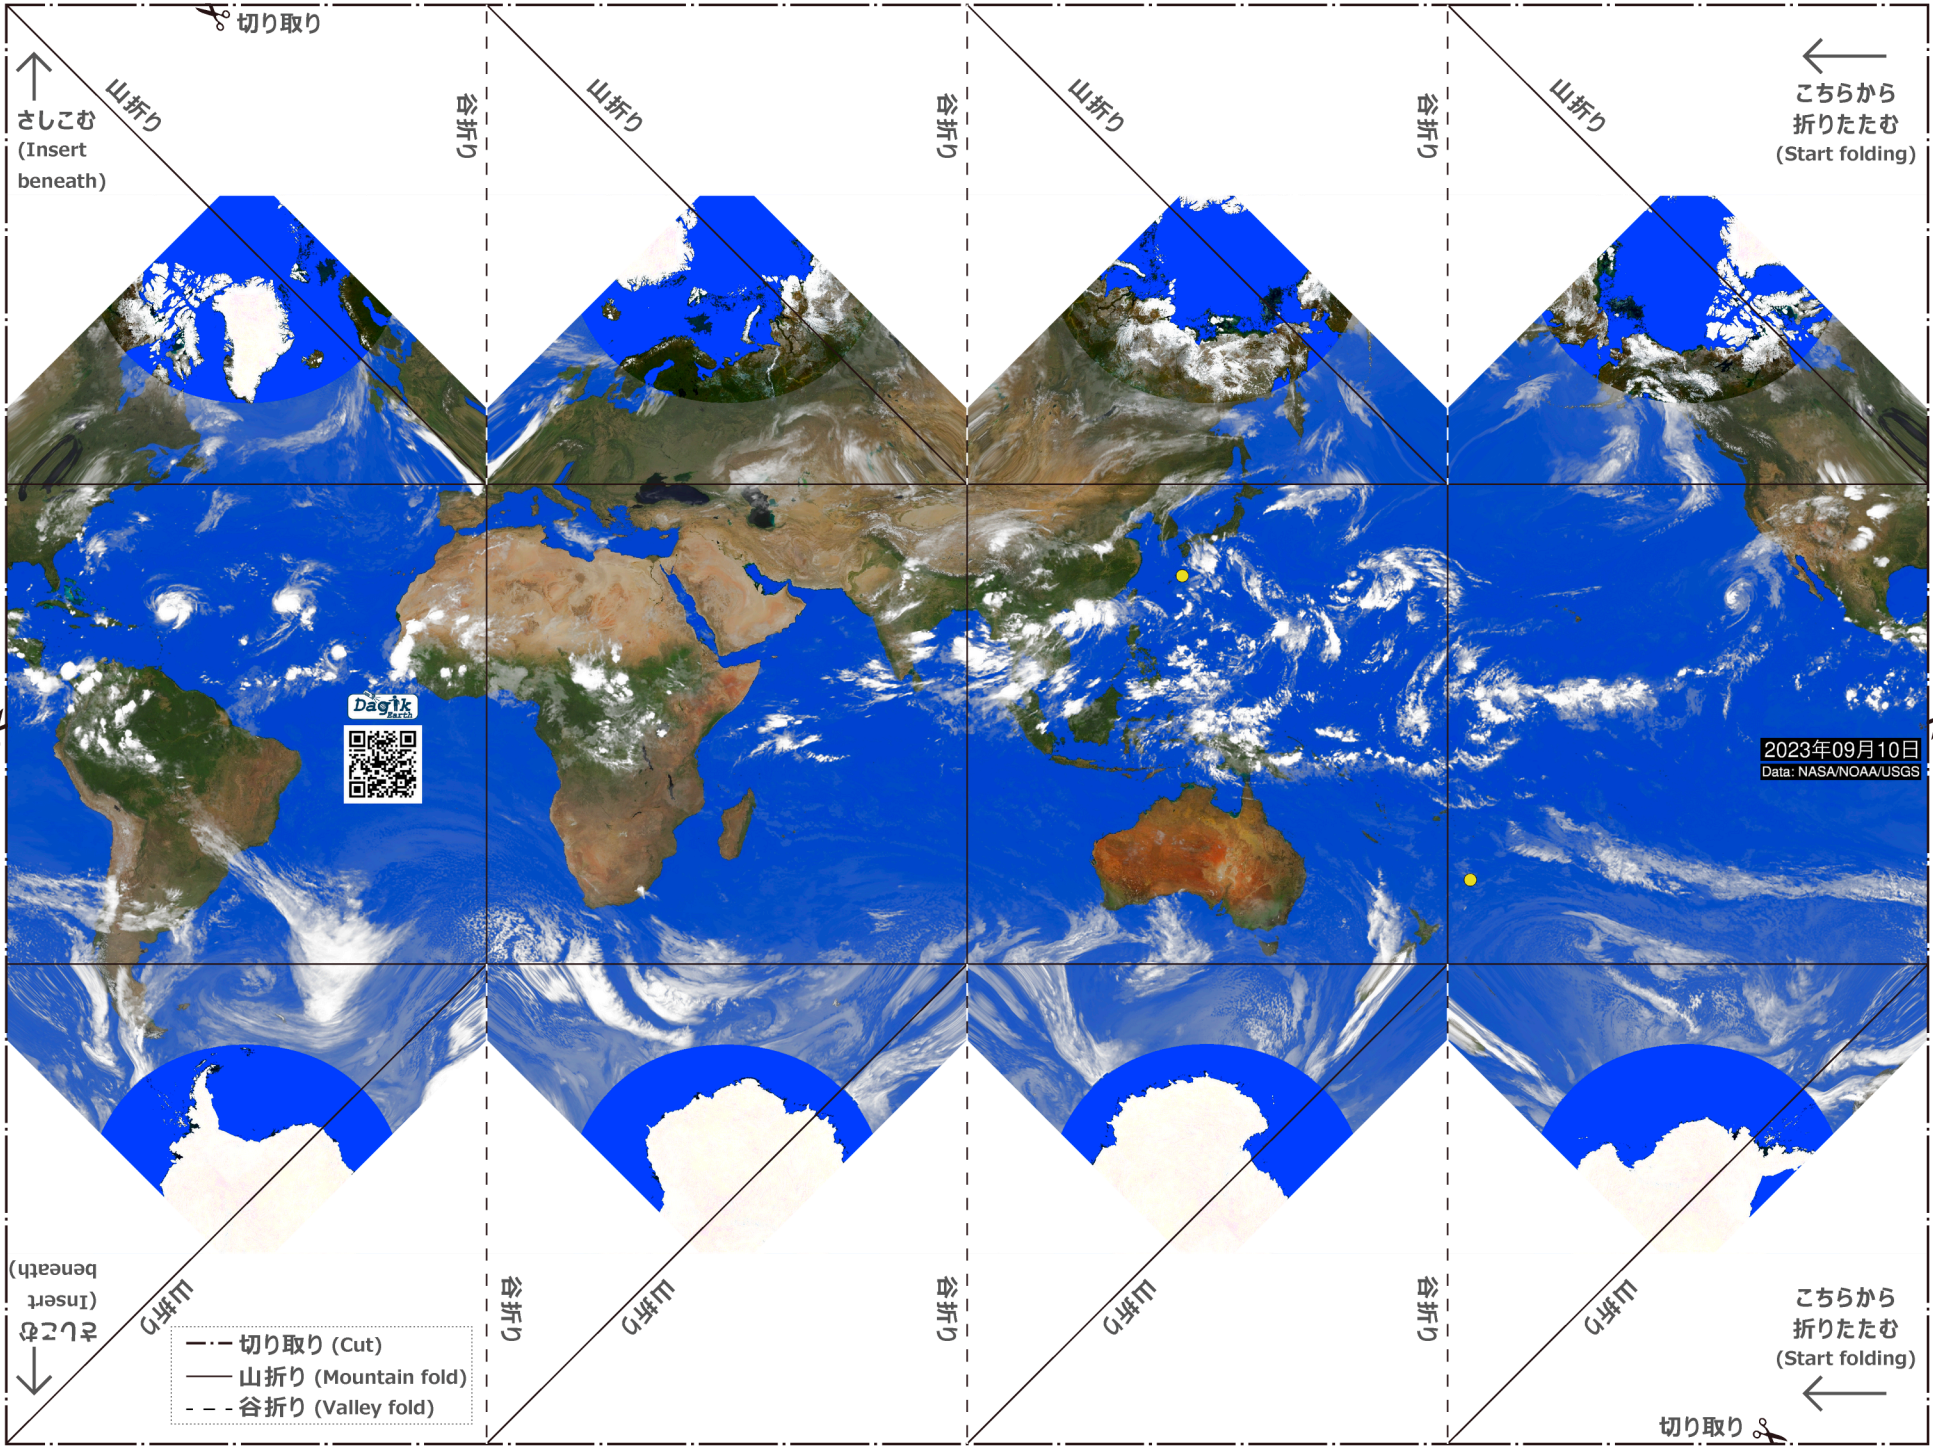 切り取り
山折り
山折り
山折り
山折り
谷折り
谷折り
谷折り
さしこむ
(Insert
beneath)
こちらから
折りたたむ
(Start folding)
Dagik
Earth
2023年09月10日
Data: NASA/NOAA/USGS
さしこむ
(Insert
beneath)
山折り
山折り
山折り
山折り
谷折り
谷折り
谷折り
こちらから
折りたたむ
(Start folding)
切り取り (Cut)
山折り (Mountain fold)
谷折り (Valley fold)
切り取り